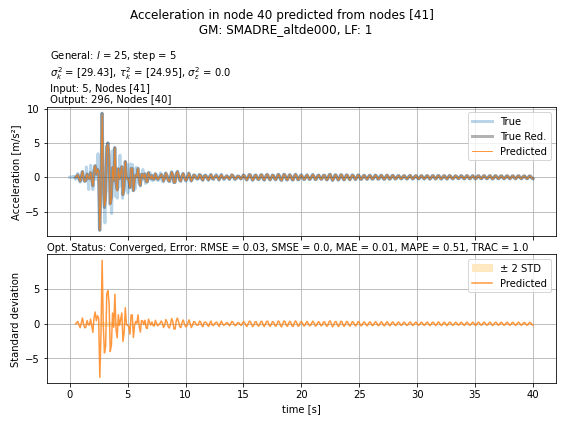 Acceleration in node 40 predicted from nodes [41]
GM: SMADRE_altde000, LF: 1
General: l = 25, step = 5
σ²ₖ = [29.43], τ²ₖ = [24.95], σ²ε = 0.0
Input: 5, Nodes [41]
Output: 296, Nodes [40]
10
5
0
−5
Acceleration [m/s²]
True
True Red.
Predicted
Opt. Status: Converged, Error: RMSE = 0.03, SMSE = 0.0, MAE = 0.01, MAPE = 0.51, TRAC = 1.0
5
0
−5
Standard deviation
± 2 STD
Predicted
0 5 10 15 20 25 30 35 40
time [s]